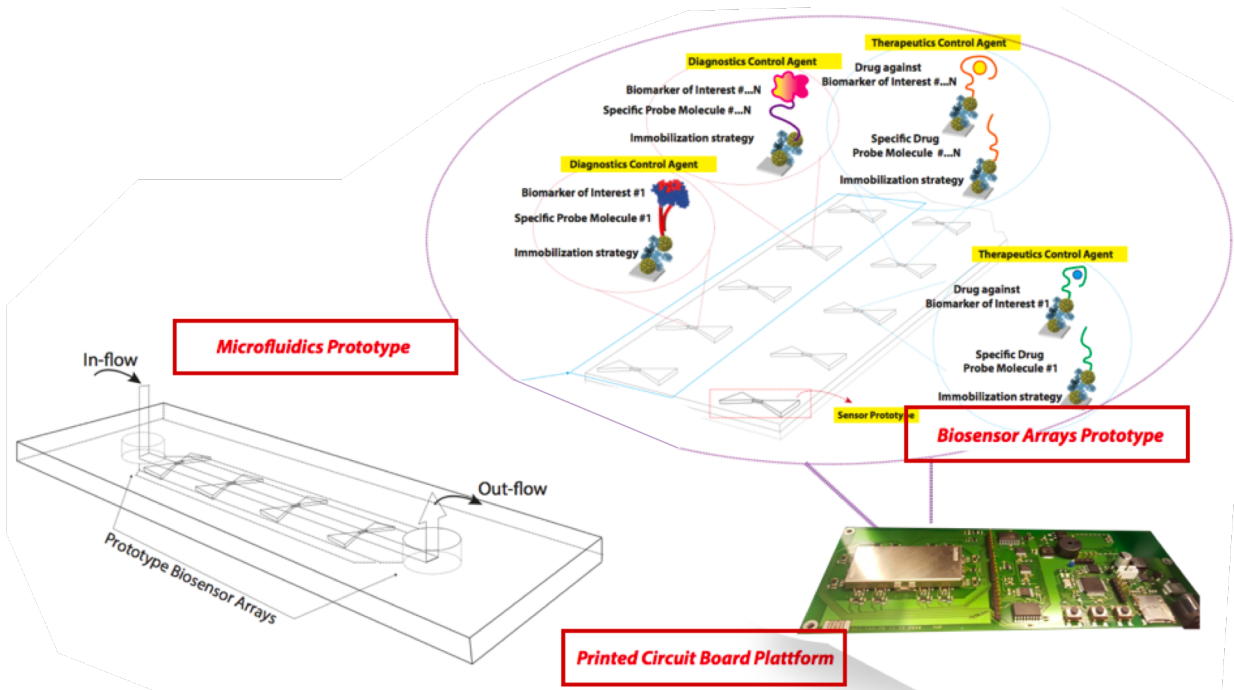 Therapeutics Control Agent
Drug against
Biomarker of Interest #...N
Specific Drug
Probe Molecule #...N
Immobilization strategy
Diagnostics Control Agent
Biomarker of Interest #...N
Specific Probe Molecule #...N
Immobilization strategy
Diagnostics Control Agent
Biomarker of Interest #1
Specific Probe Molecule #1
Immobilization strategy
Therapeutics Control Agent
Drug against
Biomarker of Interest #1
Specific Drug
Probe Molecule #1
Immobilization strategy
Sensor Prototype
Biosensor Arrays Prototype
Microfluidics Prototype
In-flow
Out-flow
Prototype Biosensor Arrays
Printed Circuit Board Plattform